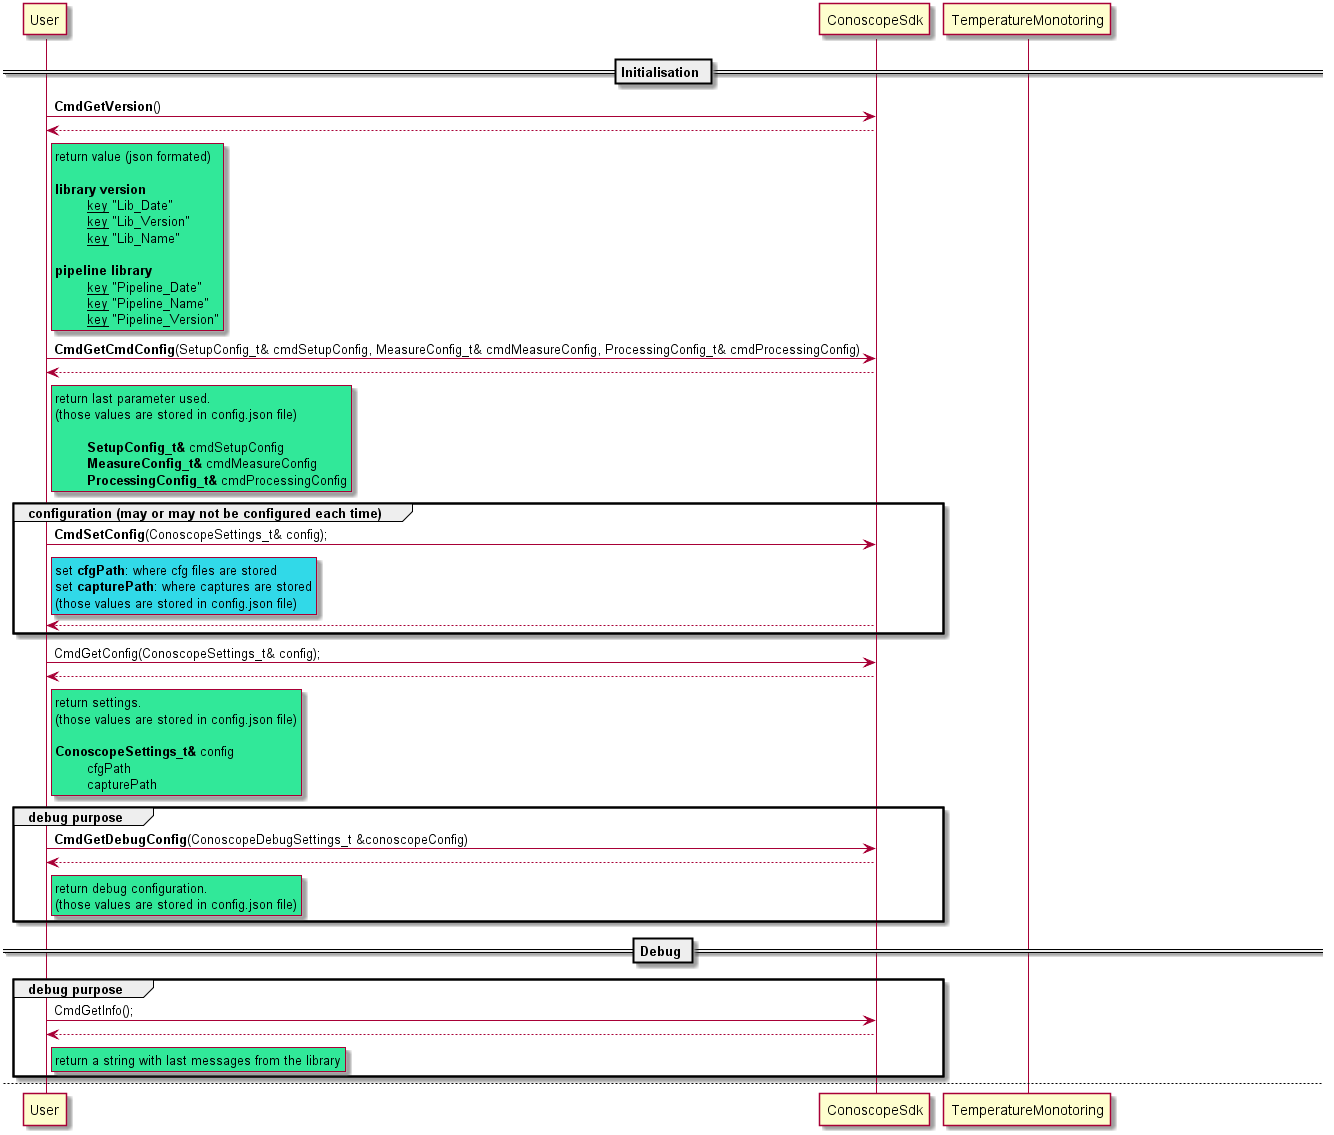 User
ConoscopeSdk
TemperatureMonotoring
Initialisation
CmdGetVersion()
return value (json formated)
library version
key "Lib_Date"
key "Lib_Version"
key "Lib_Name"
pipeline library
key "Pipeline_Date"
key "Pipeline_Name"
key "Pipeline_Version"
CmdGetCmdConfig(SetupConfig_t& cmdSetupConfig, MeasureConfig_t& cmdMeasureConfig, ProcessingConfig_t& cmdProcessingConfig)
return last parameter used.
(those values are stored in config.json file)
SetupConfig_t& cmdSetupConfig
MeasureConfig_t& cmdMeasureConfig
ProcessingConfig_t& cmdProcessingConfig
configuration (may or may not be configured each time)
CmdSetConfig(ConoscopeSettings_t& config);
set cfgPath: where cfg files are stored
set capturePath: where captures are stored
(those values are stored in config.json file)
CmdGetConfig(ConoscopeSettings_t& config);
return settings.
(those values are stored in config.json file)
ConoscopeSettings_t& config
cfgPath
capturePath
debug purpose
CmdGetDebugConfig(ConoscopeDebugSettings_t &conoscopeConfig)
return debug configuration.
(those values are stored in config.json file)
Debug
debug purpose
CmdGetInfo();
return a string with last messages from the library
User
ConoscopeSdk
TemperatureMonotoring